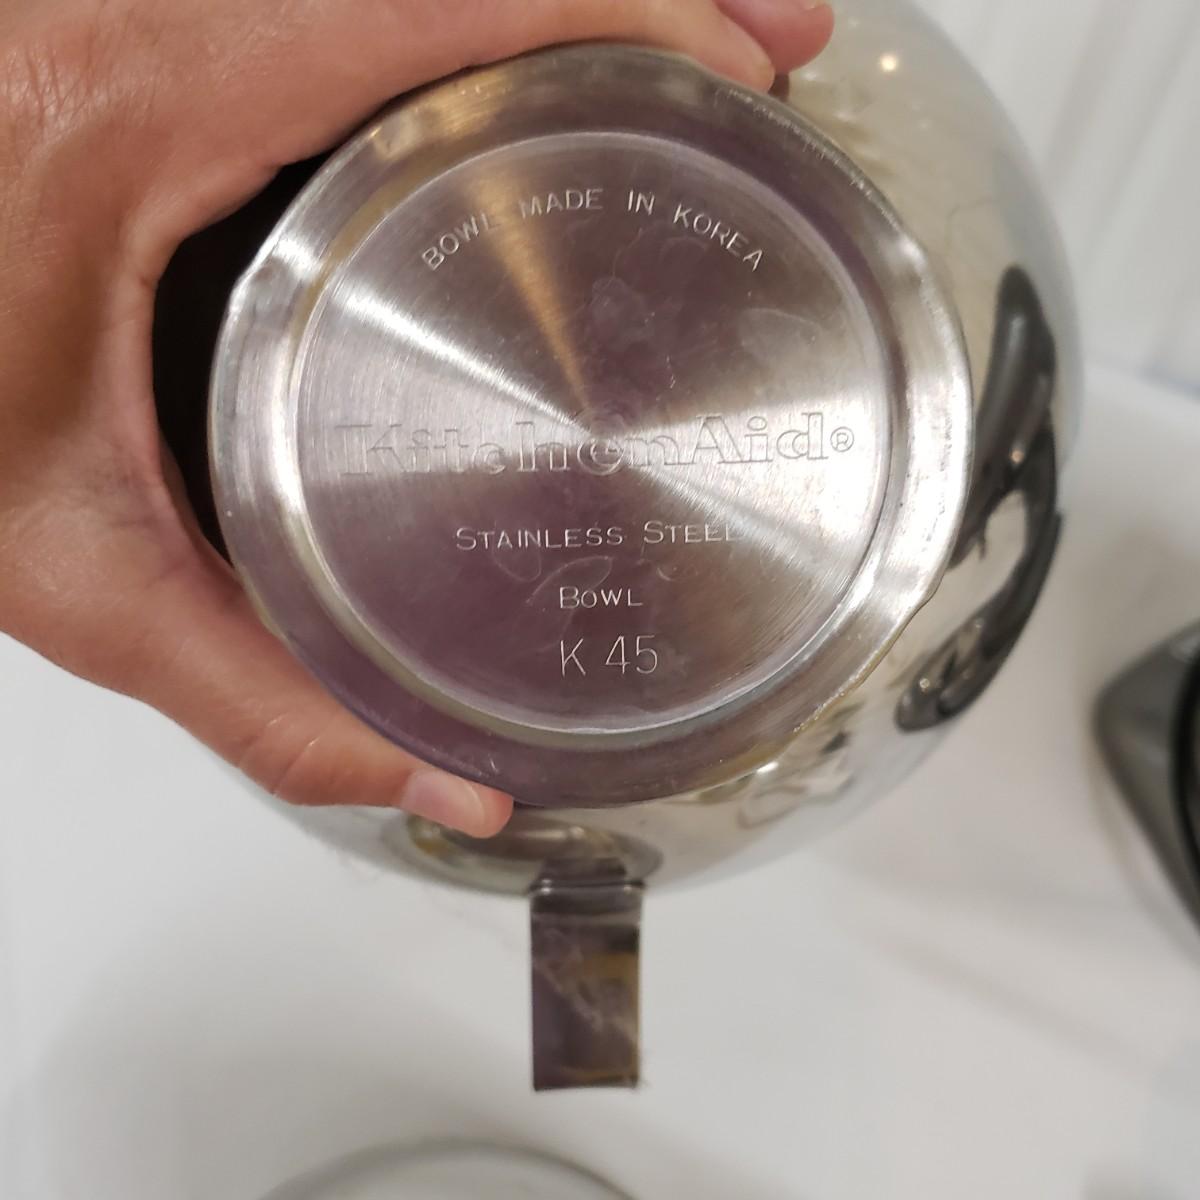 BOWL MADE IN KOREA
KitchenAid®
STAINLESS STEEL
BOWL
K 45